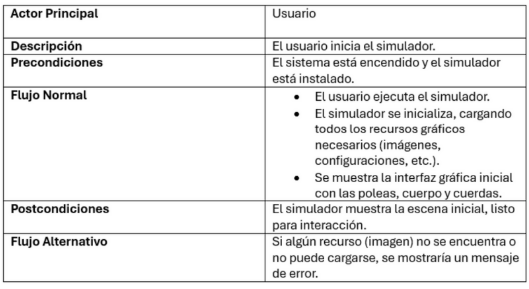 Actor Principal
Usuario
Descripción
El usuario inicia el simulador.
Precondiciones
El sistema está encendido y el simulador
está instalado.
Flujo Normal
• El usuario ejecuta el simulador.
• El simulador se inicializa, cargando
todos los recursos gráficos
necesarios (imágenes,
configuraciones, etc.).
• Se muestra la interfaz gráfica inicial
con las poleas, cuerpo y cuerdas.
Postcondiciones
El simulador muestra la escena inicial, listo
para interacción.
Flujo Alternativo
Si algún recurso (imagen) no se encuentra o
no puede cargarse, se mostraría un mensaje
de error.